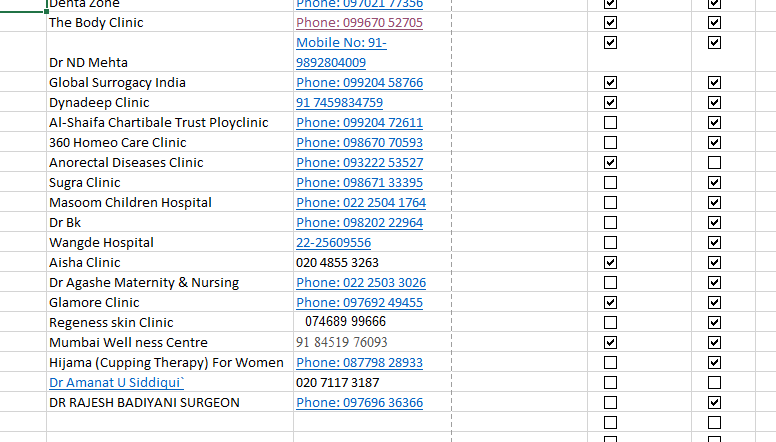 Denta Zone Phone: 097021 77356
The Body Clinic Phone: 099670 52705
Mobile No: 91-
Dr ND Mehta 9892804009
Global Surrogacy India Phone: 099204 58766
Dynadeep Clinic 91 7459834759
Al-Shaifa Chartibale Trust Ployclinic Phone: 099204 72611
360 Homeo Care Clinic Phone: 098670 70593
Anorectal Diseases Clinic Phone: 093222 53527
Sugra Clinic Phone: 098671 33395
Masoom Children Hospital Phone: 022 2504 1764
Dr Bk Phone: 098202 22964
Wangde Hospital 22-25609556
Aisha Clinic 020 4855 3263
Dr Agashe Maternity & Nursing Phone: 022 2503 3026
Glamore Clinic Phone: 097692 49455
Regeness skin Clinic 074689 99666
Mumbai Well ness Centre 91 84519 76093
Hijama (Cupping Therapy) For Women Phone: 087798 28933
Dr Amanat U Siddiqui` 020 7117 3187
DR RAJESH BADIYANI SURGEON Phone: 097696 36366